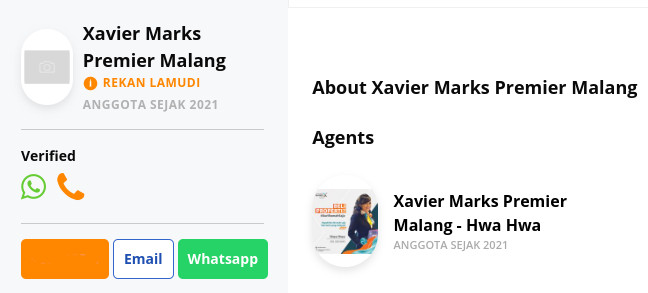 Xavier Marks
Premier Malang
REKAN LAMUDI
ANGGOTA SEJAK 2021
Verified
Email
Whatsapp
About Xavier Marks Premier Malang
Agents
Xavier Marks Premier
Malang - Hwa Hwa
ANGGOTA SEJAK 2021